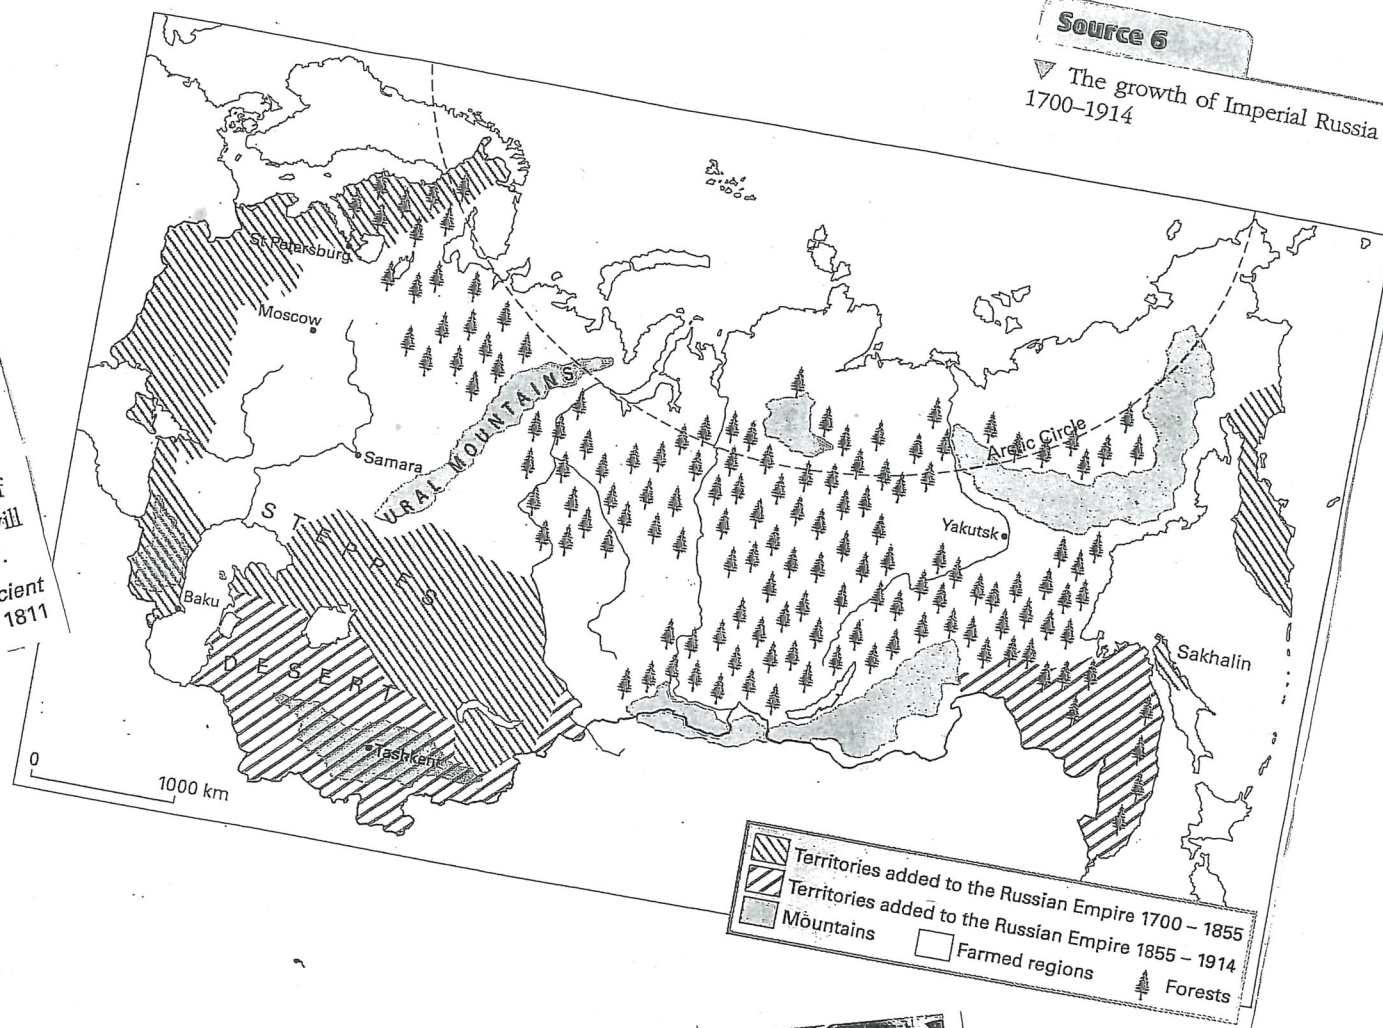 Source 6
The growth of Imperial Russia
1700–1914
St Petersburg
Moscow
URAL MOUNTAINS
Samara
STEPPES
Arctic Circle
Yakutsk
Baku
DESERT
Sakhalin
Tashkent
0
1000 km
Territories added to the Russian Empire 1700 – 1855
Territories added to the Russian Empire 1855 – 1914
Mountains
Farmed regions
Forests
1811